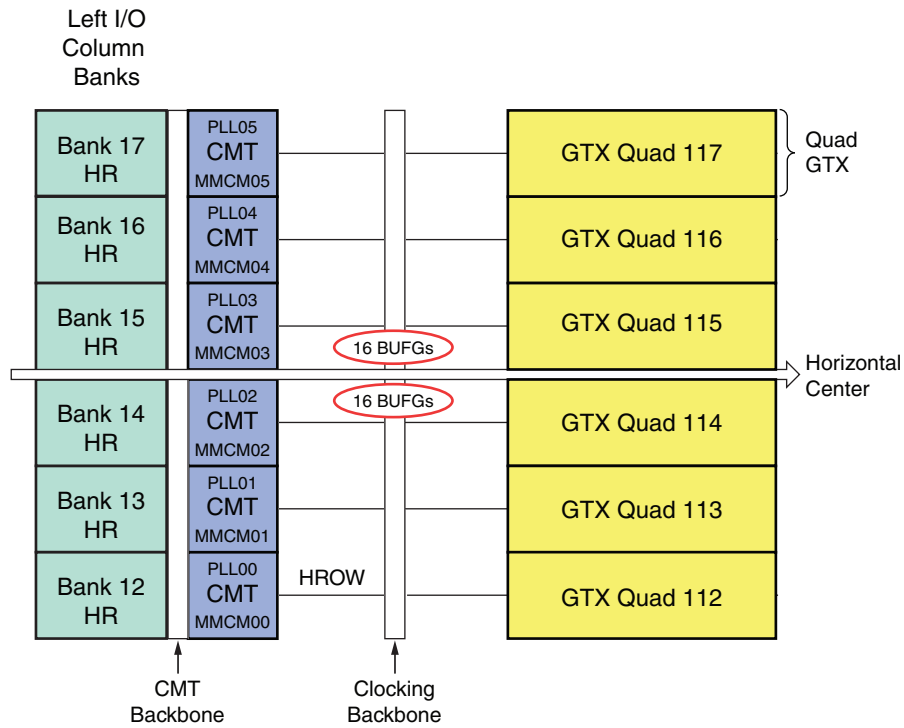 Left I/O
Column
Banks
Bank 17
HR
PLL05
CMT
MMCM05
GTX Quad 117
Quad
GTX
Bank 16
HR
PLL04
CMT
MMCM04
GTX Quad 116
Bank 15
HR
PLL03
CMT
MMCM03
16 BUFGs
GTX Quad 115
Horizontal
Center
Bank 14
HR
PLL02
CMT
MMCM02
16 BUFGs
GTX Quad 114
Bank 13
HR
PLL01
CMT
MMCM01
GTX Quad 113
Bank 12
HR
PLL00
CMT
MMCM00
HROW
GTX Quad 112
CMT
Backbone
Clocking
Backbone